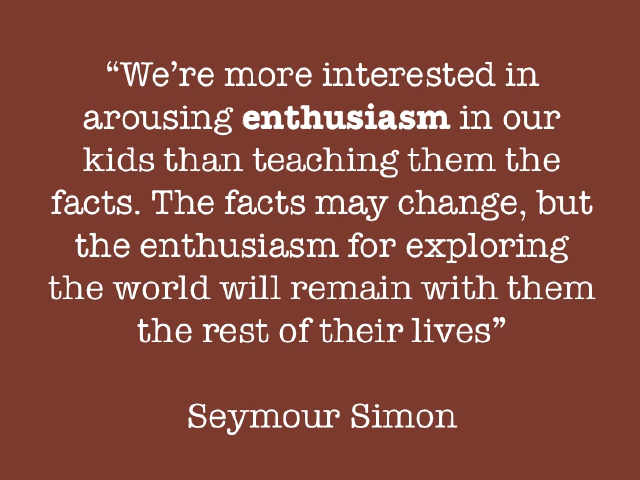 “We’re more interested in
arousing enthusiasm in our
kids than teaching them the
facts. The facts may change, but
the enthusiasm for exploring
the world will remain with them
the rest of their lives”
Seymour Simon